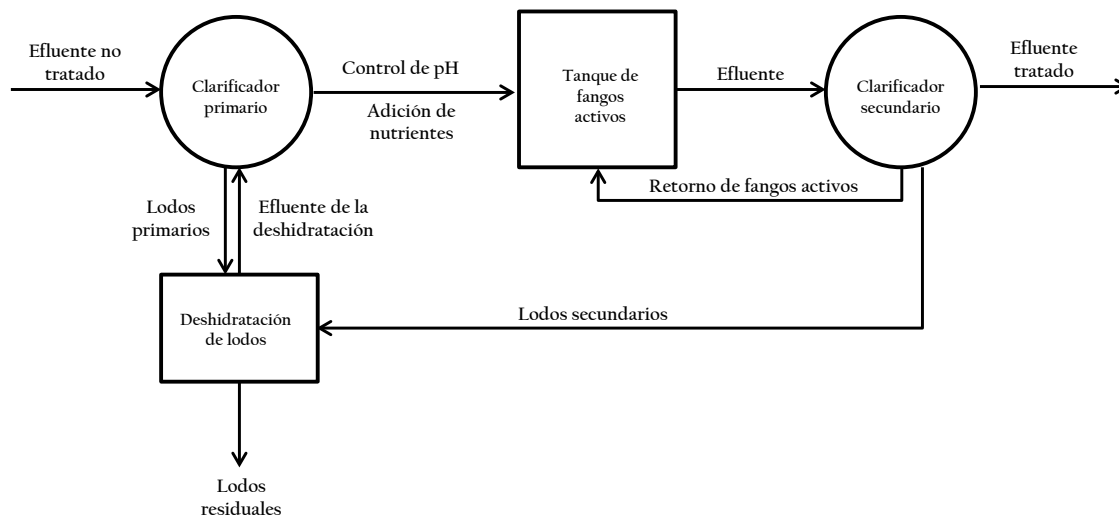 Efluente no
tratado
Clarificador
primario
Control de pH
Adición de
nutrientes
Tanque de
fangos
activos
Efluente
Clarificador
secundario
Efluente
tratado
Retorno de fangos activos
Lodos
primarios
Efluente de la
deshidratación
Deshidratación
de lodos
Lodos secundarios
Lodos
residuales